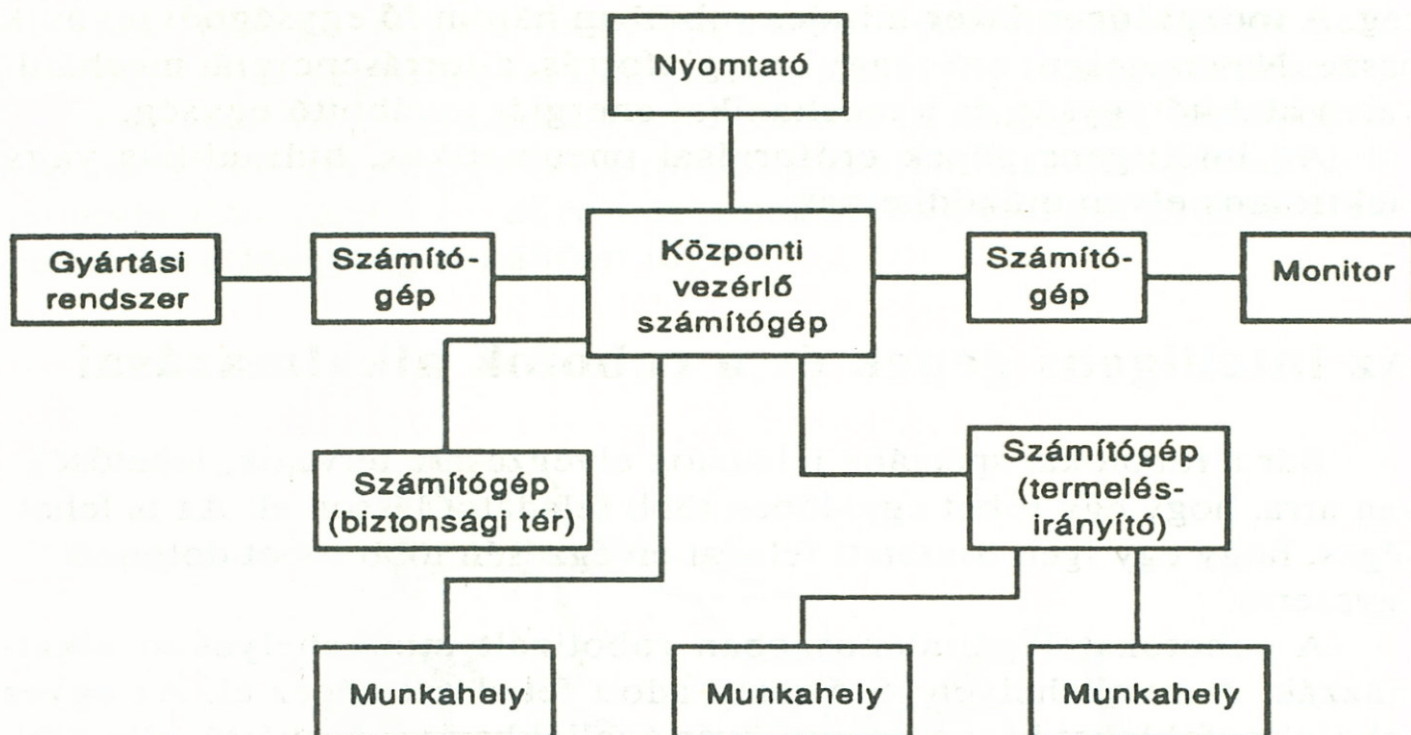 Nyomtató
Gyártási
rendszer
Számító-
gép
Központi
vezérlő
számítógép
Számító-
gép
Monitor
Számítógép
(biztonsági tér)
Számítógép
(termelés-
irányító)
Munkahely
Munkahely
Munkahely